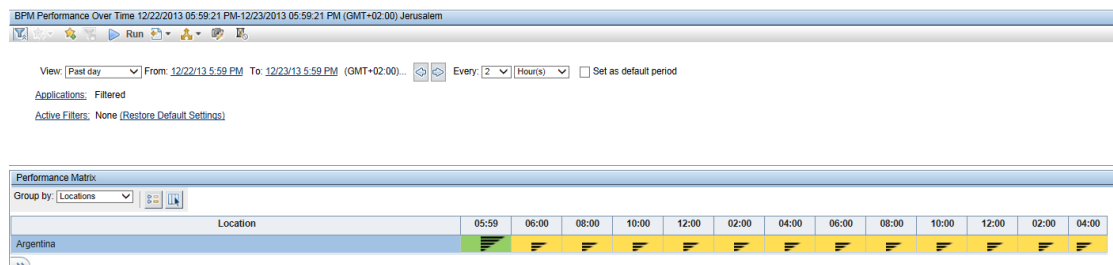 BPM Performance Over Time 12/22/2013 05:59:21 PM-12/23/2013 05:59:21 PM (GMT+02:00) Jerusalem
Run
View: Past day From: 12/22/13 5:59 PM To: 12/23/13 5:59 PM (GMT+02:00)... Every: 2 Hour(s) Set as default period
Applications: Filtered
Active Filters: None (Restore Default Settings)
Performance Matrix
Group by: Locations
Location 05:59 06:00 08:00 10:00 12:00 02:00 04:00 06:00 08:00 10:00 12:00 02:00 04:00
Argentina